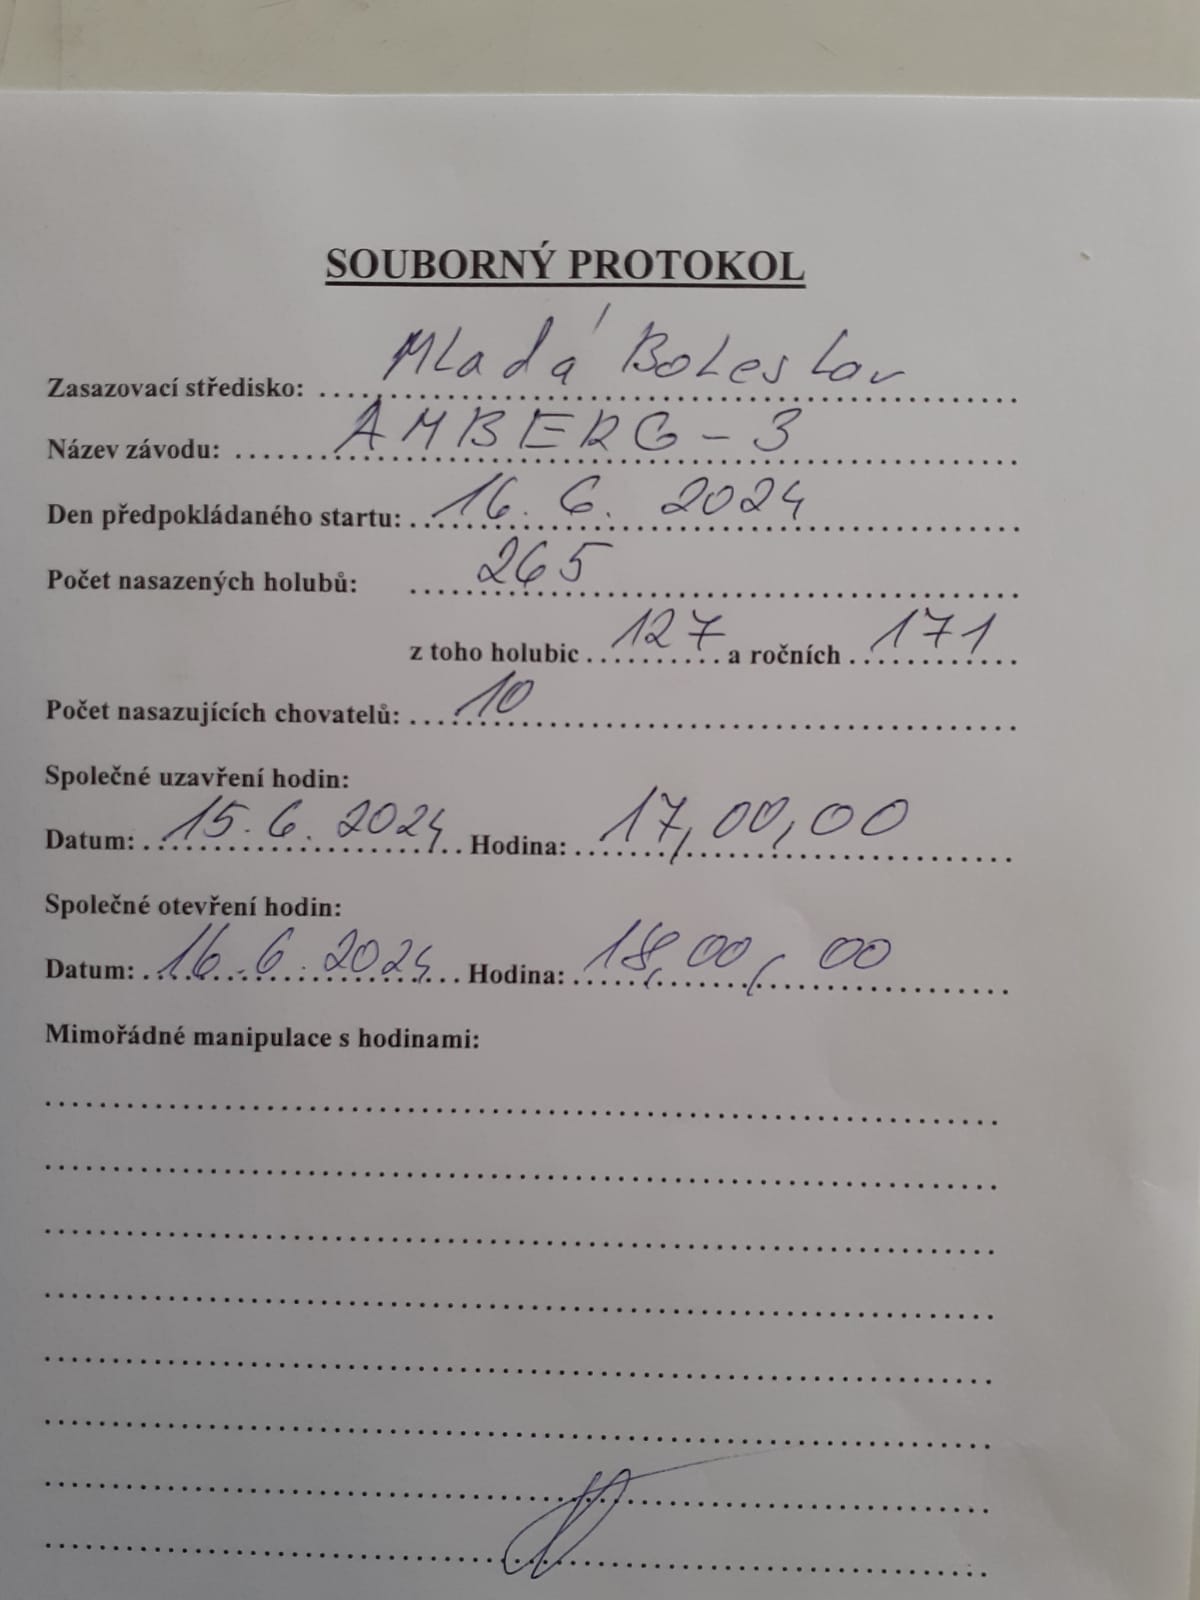 SOUBORNÝ PROTOKOL
Zasazovací středisko: Mladá Boleslav
Název závodu: AMBERG - 3
Den předpokládaného startu: 16. 6. 2024
Počet nasazených holubů: 265
z toho holubic 127 a ročních 171
Počet nasazujících chovatelů: 10
Společné uzavření hodin:
Datum: 15. 6. 2024 Hodina: 17,00,00
Společné otevření hodin:
Datum: 16. 6. 2024 Hodina: 18,00,00
Mimořádné manipulace s hodinami: